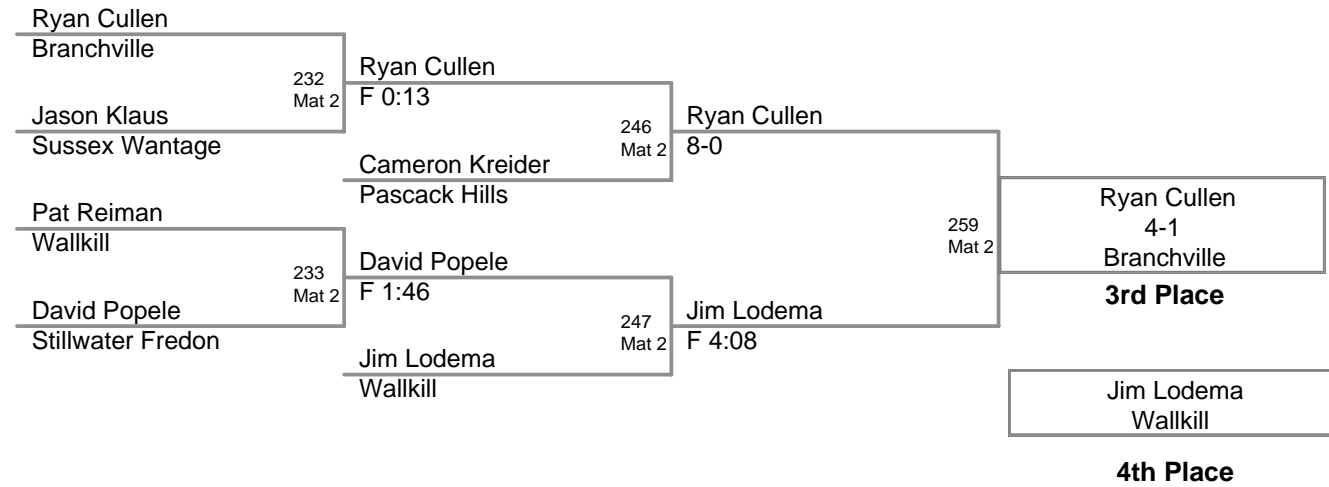 Ryan Cullen
Branchville
232
Mat 2
Jason Klaus
Sussex Wantage
Ryan Cullen
F 0:13
Cameron Kreider
Pascack Hills
246
Mat 2
Ryan Cullen
8-0
Pat Reiman
Wallkill
233
Mat 2
David Popele
Stillwater Fredon
David Popele
F 1:46
Jim Lodema
Wallkill
247
Mat 2
Jim Lodema
F 4:08
259
Mat 2
Ryan Cullen
4-1
Branchville
3rd Place
Jim Lodema
Wallkill
4th Place